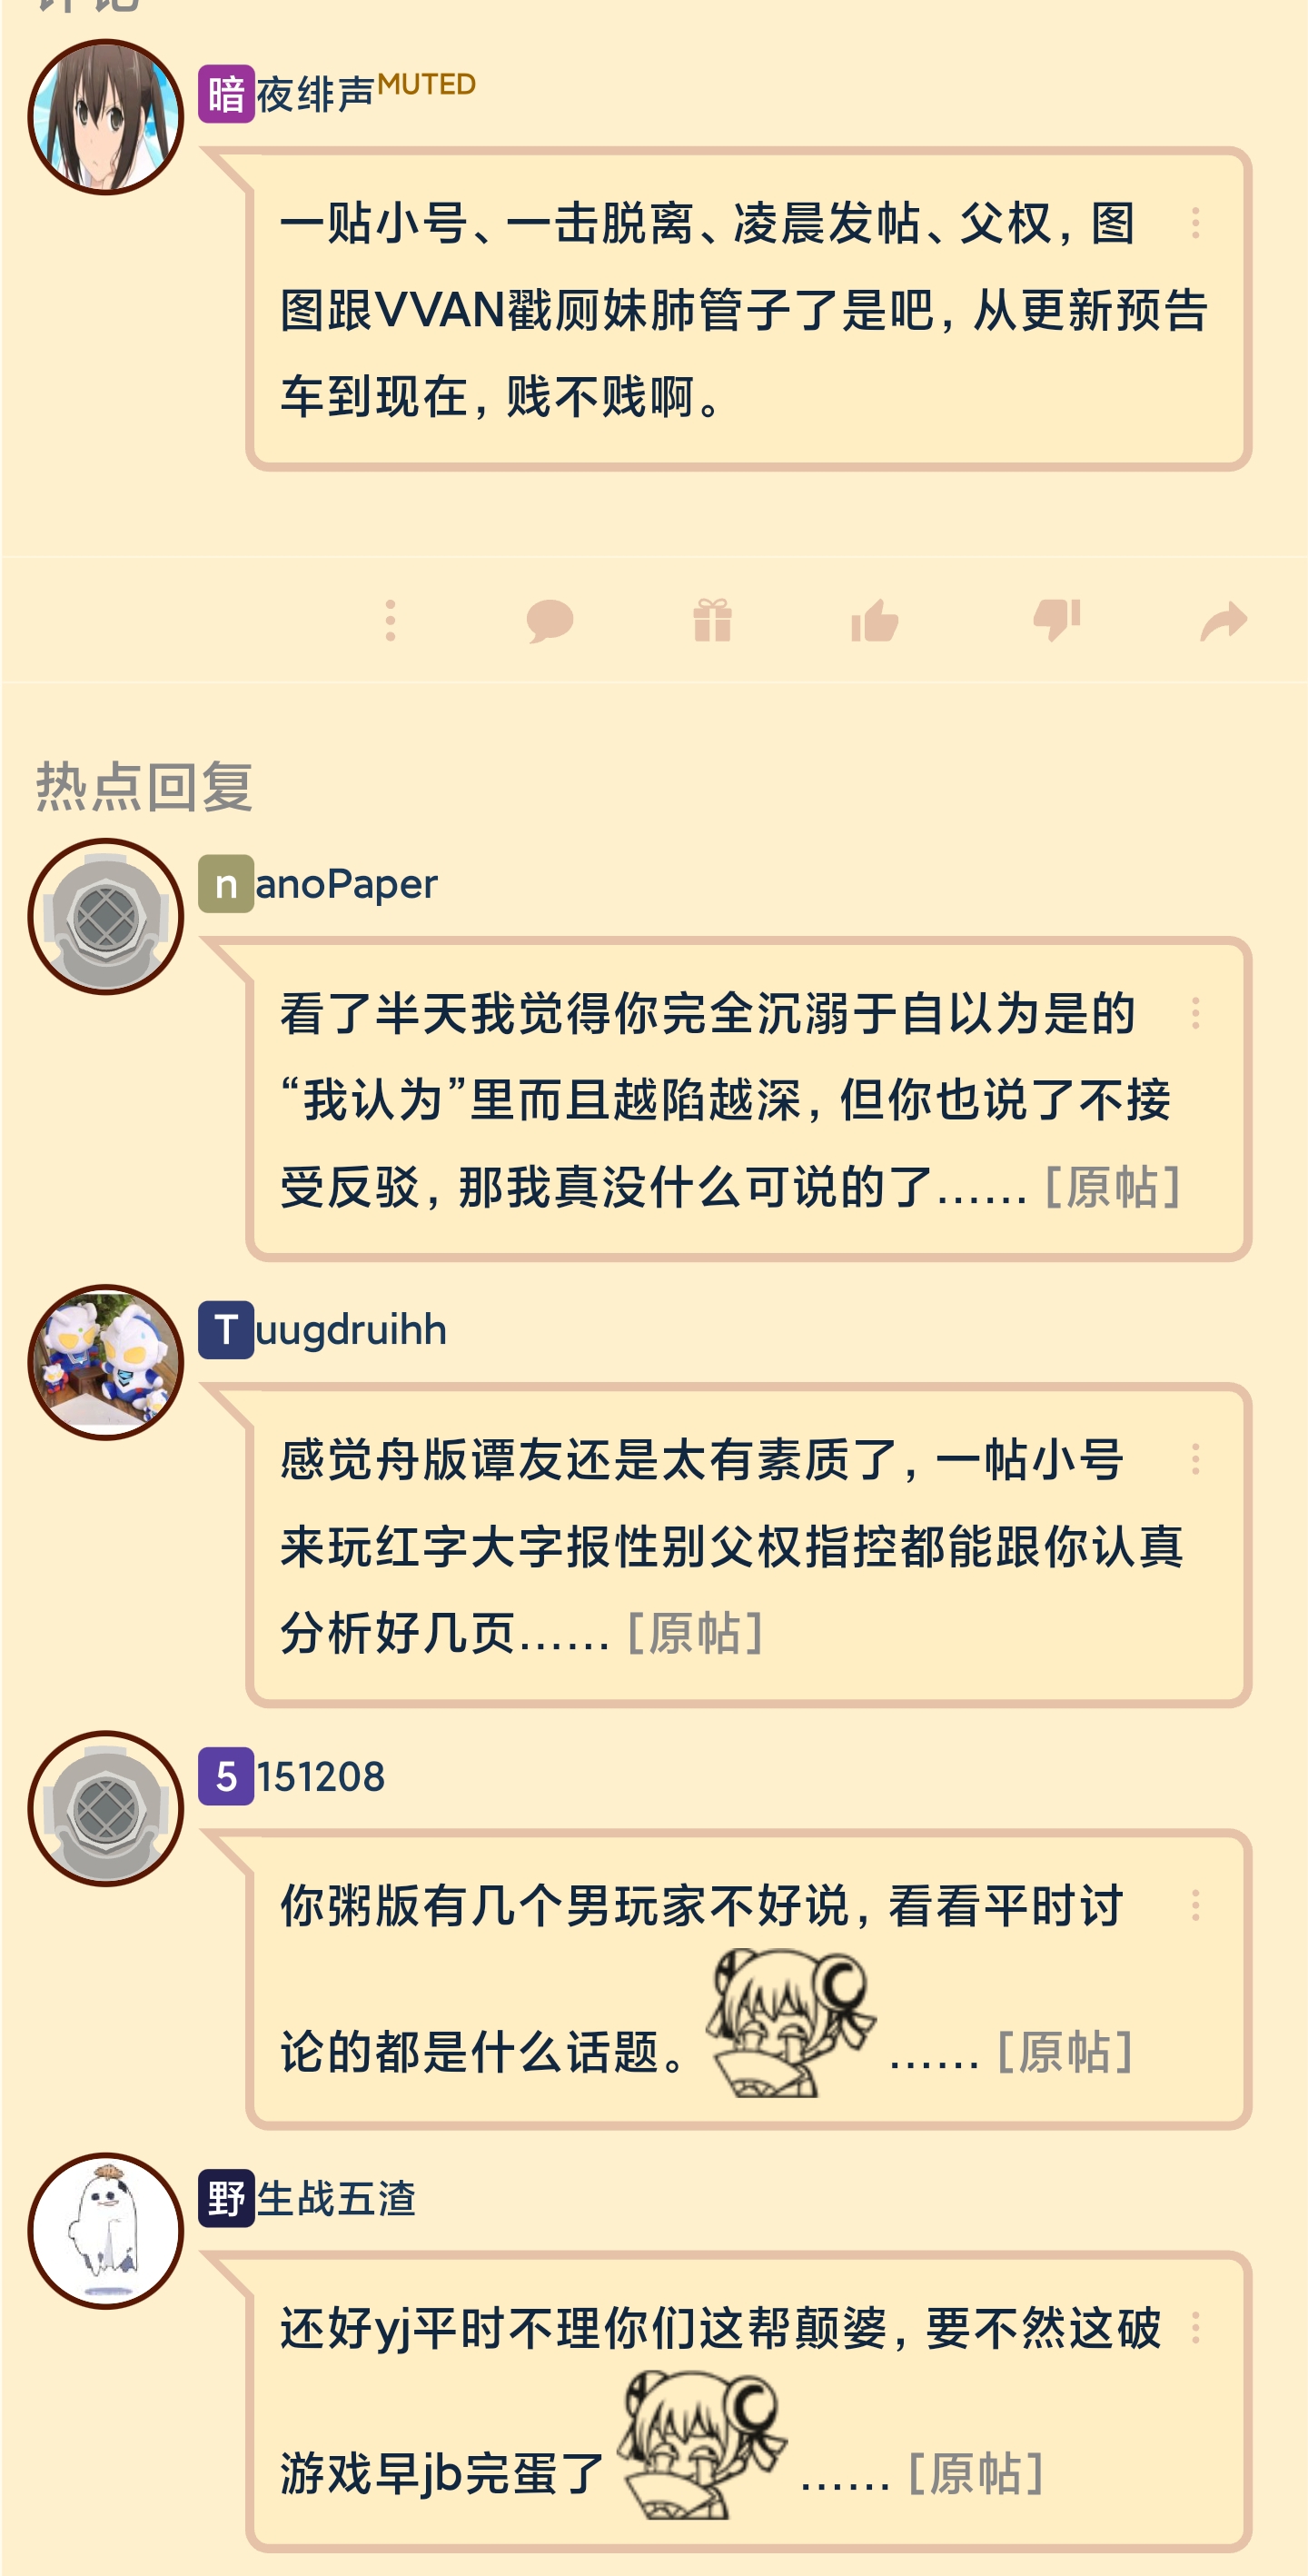 评论
暗夜绯声MUTED
一贴小号、一击脱离、凌晨发帖、父权，图
图跟VVAN戳厕妹肺管子了是吧，从更新预告
车到现在，贱不贱啊。
热点回复
nanoPaper
看了半天我觉得你完全沉溺于自以为是的
“我认为”里而且越陷越深，但你也说了不接
受反驳，那我真没什么可说的了…… [原帖]
Tuugdruihh
感觉舟版谭友还是太有素质了，一帖小号
来玩红字大字报性别父权指控都能跟你认真
分析好几页…… [原帖]
5151208
你粥版有几个男玩家不好说，看看平时讨
论的都是什么话题。 …… [原帖]
野生战五渣
还好yj平时不理你们这帮颠婆，要不然这破
游戏早jb完蛋了 …… [原帖]